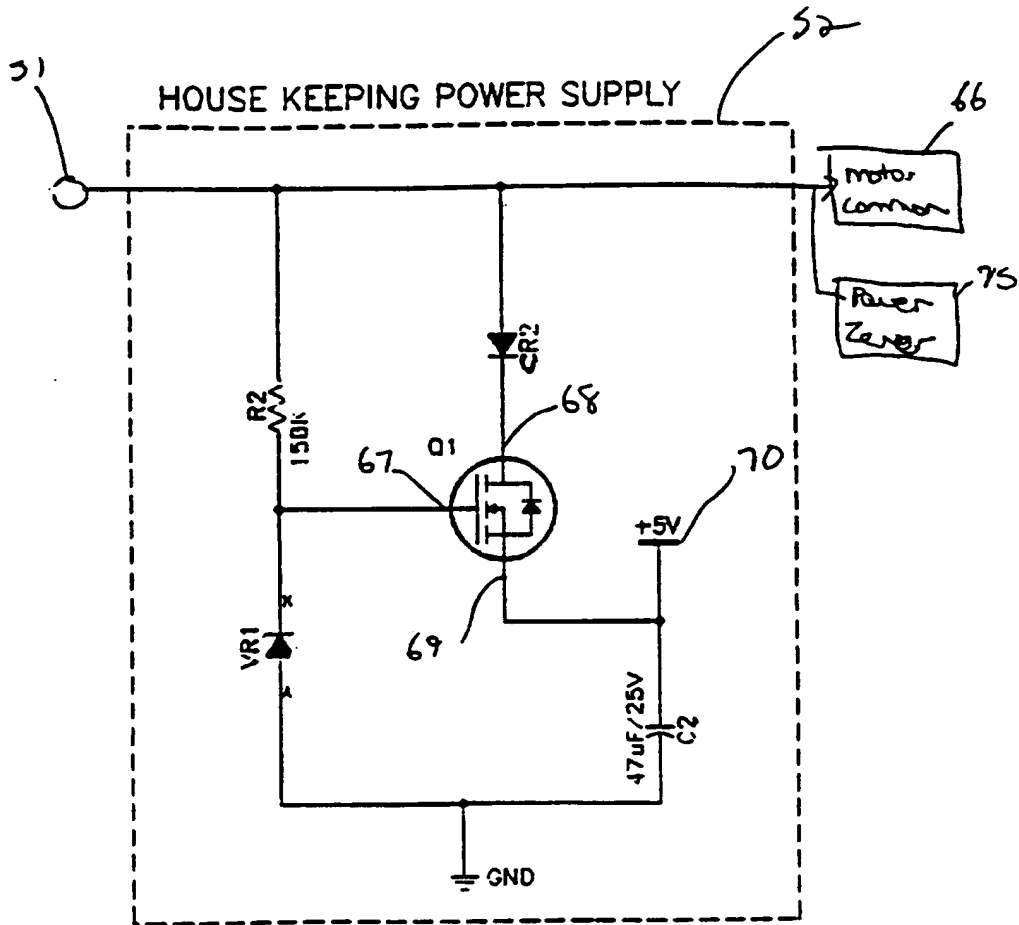 52
51
HOUSE KEEPING POWER SUPPLY
66
motor
common
75
Power
Zener
CR2
R2
150K
68
Q1
67
70
+5V
69
VR1
47uF/25V
C2
GND